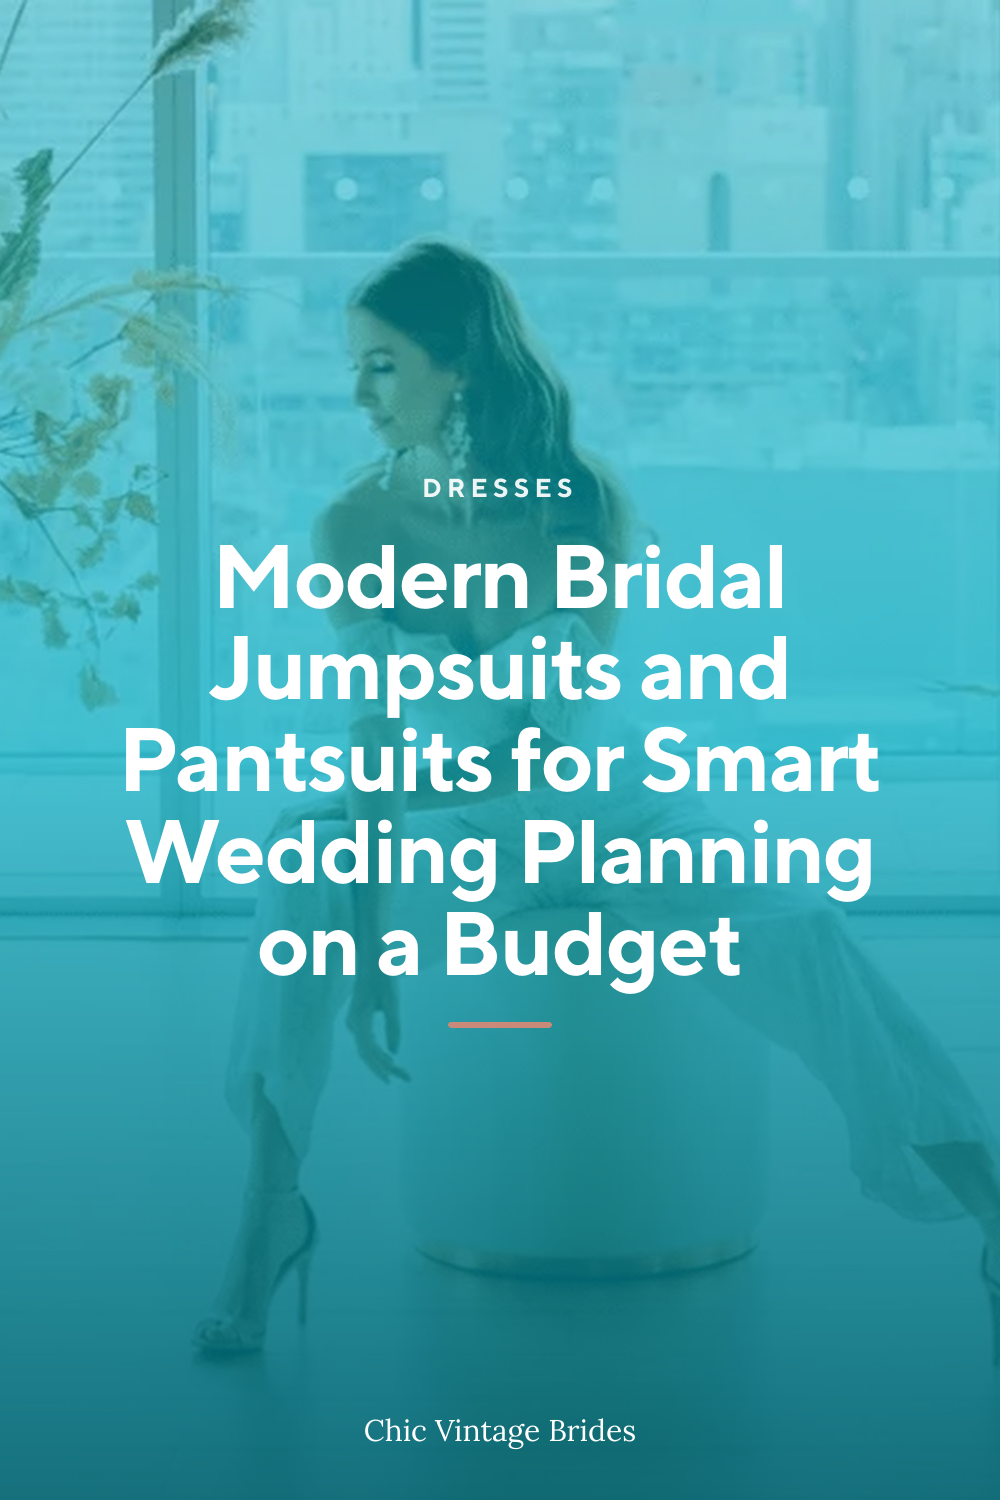 DRESSES
Modern Bridal
Jumpsuits and
Pantsuits for Smart
Wedding Planning
on a Budget
Chic Vintage Brides